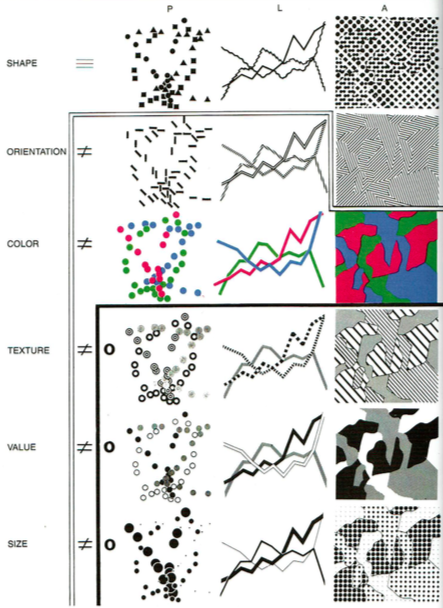 P L A
SHAPE ≡
ORIENTATION ≠
COLOR ≠
TEXTURE ≠ O
VALUE ≠ O
SIZE ≠ O